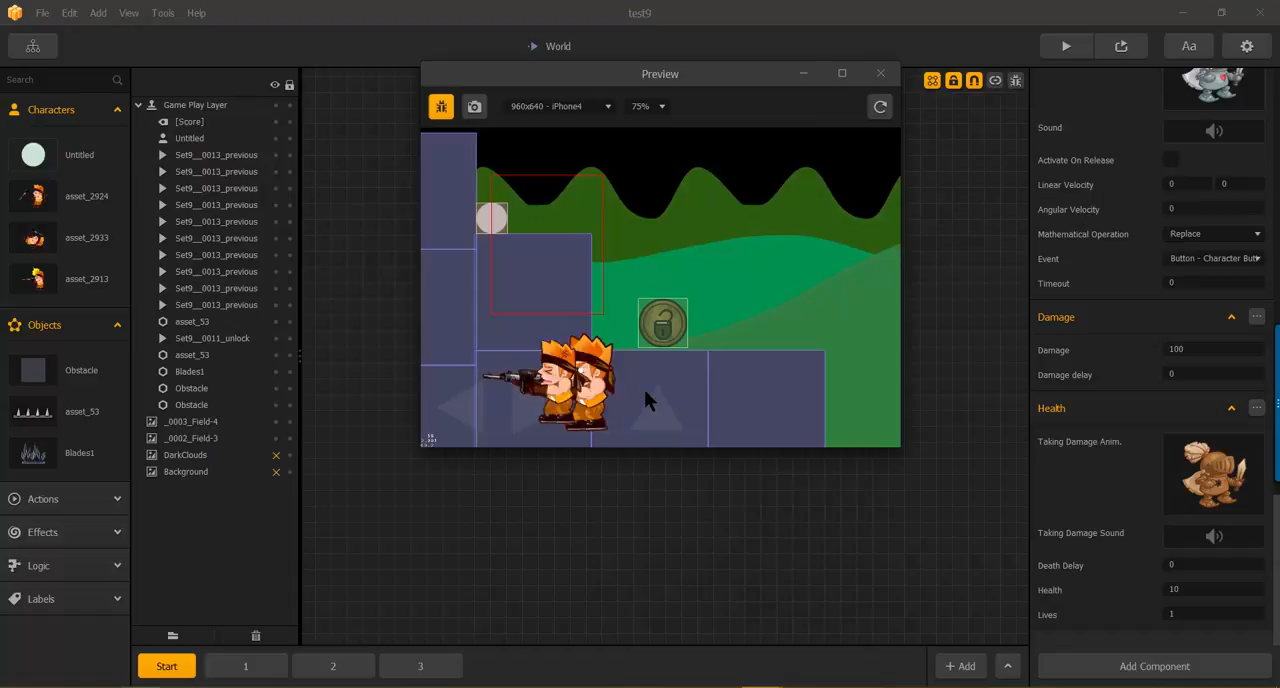 File Edit Add View Tools Help
test9
World
Aa
Search
Characters
Untitled
asset_2924
asset_2933
asset_2913
Objects
Obstacle
asset_53
Blades1
Actions
Effects
Logic
Labels
Game Play Layer
[Score]
Untitled
Set9__0013_previous
Set9__0013_previous
Set9__0013_previous
Set9__0013_previous
Set9__0013_previous
Set9__0013_previous
Set9__0013_previous
Set9__0013_previous
Set9__0013_previous
Set9__0013_previous
asset_53
Set9__0011_unlock
asset_53
Blades1
Obstacle
Obstacle
_0003_Field-4
_0002_Field-3
DarkClouds
Background
Preview
960x640 - iPhone4 75%
Sound
Activate On Release
Linear Velocity 0 0
Angular Velocity 0
Mathematical Operation Replace
Event Button - Character Butt
Timeout 0
Damage
Damage 100
Damage delay 0
Health
Taking Damage Anim.
Taking Damage Sound
Death Delay 0
Health 10
Lives 1
Start 1 2 3
+ Add
Add Component